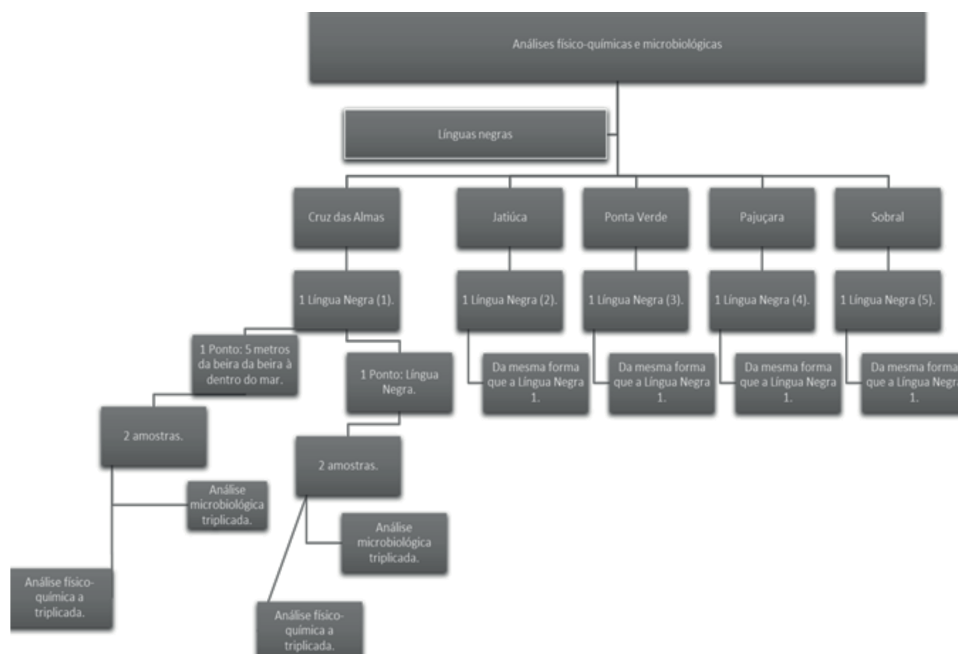 Análises físico-químicas e microbiológicas
Línguas negras
Cruz das Almas
Jatiúca
Ponta Verde
Pajuçara
Sobral
1 Língua Negra (1).
1 Língua Negra (2).
1 Língua Negra (3).
1 Língua Negra (4).
1 Língua Negra (5).
1 Ponto: 5 metros
da beira da beira à
dentro do mar.
1 Ponto: Língua
Negra.
Da mesma forma
que a Língua Negra
1.
Da mesma forma
que a Língua Negra
1.
Da mesma forma
que a Língua Negra
1.
Da mesma forma
que a Língua Negra
1.
2 amostras.
2 amostras.
Análise
microbiológica
triplicada.
Análise
microbiológica
triplicada.
Análise físico-
química a
triplicada.
Análise físico-
química a
triplicada.